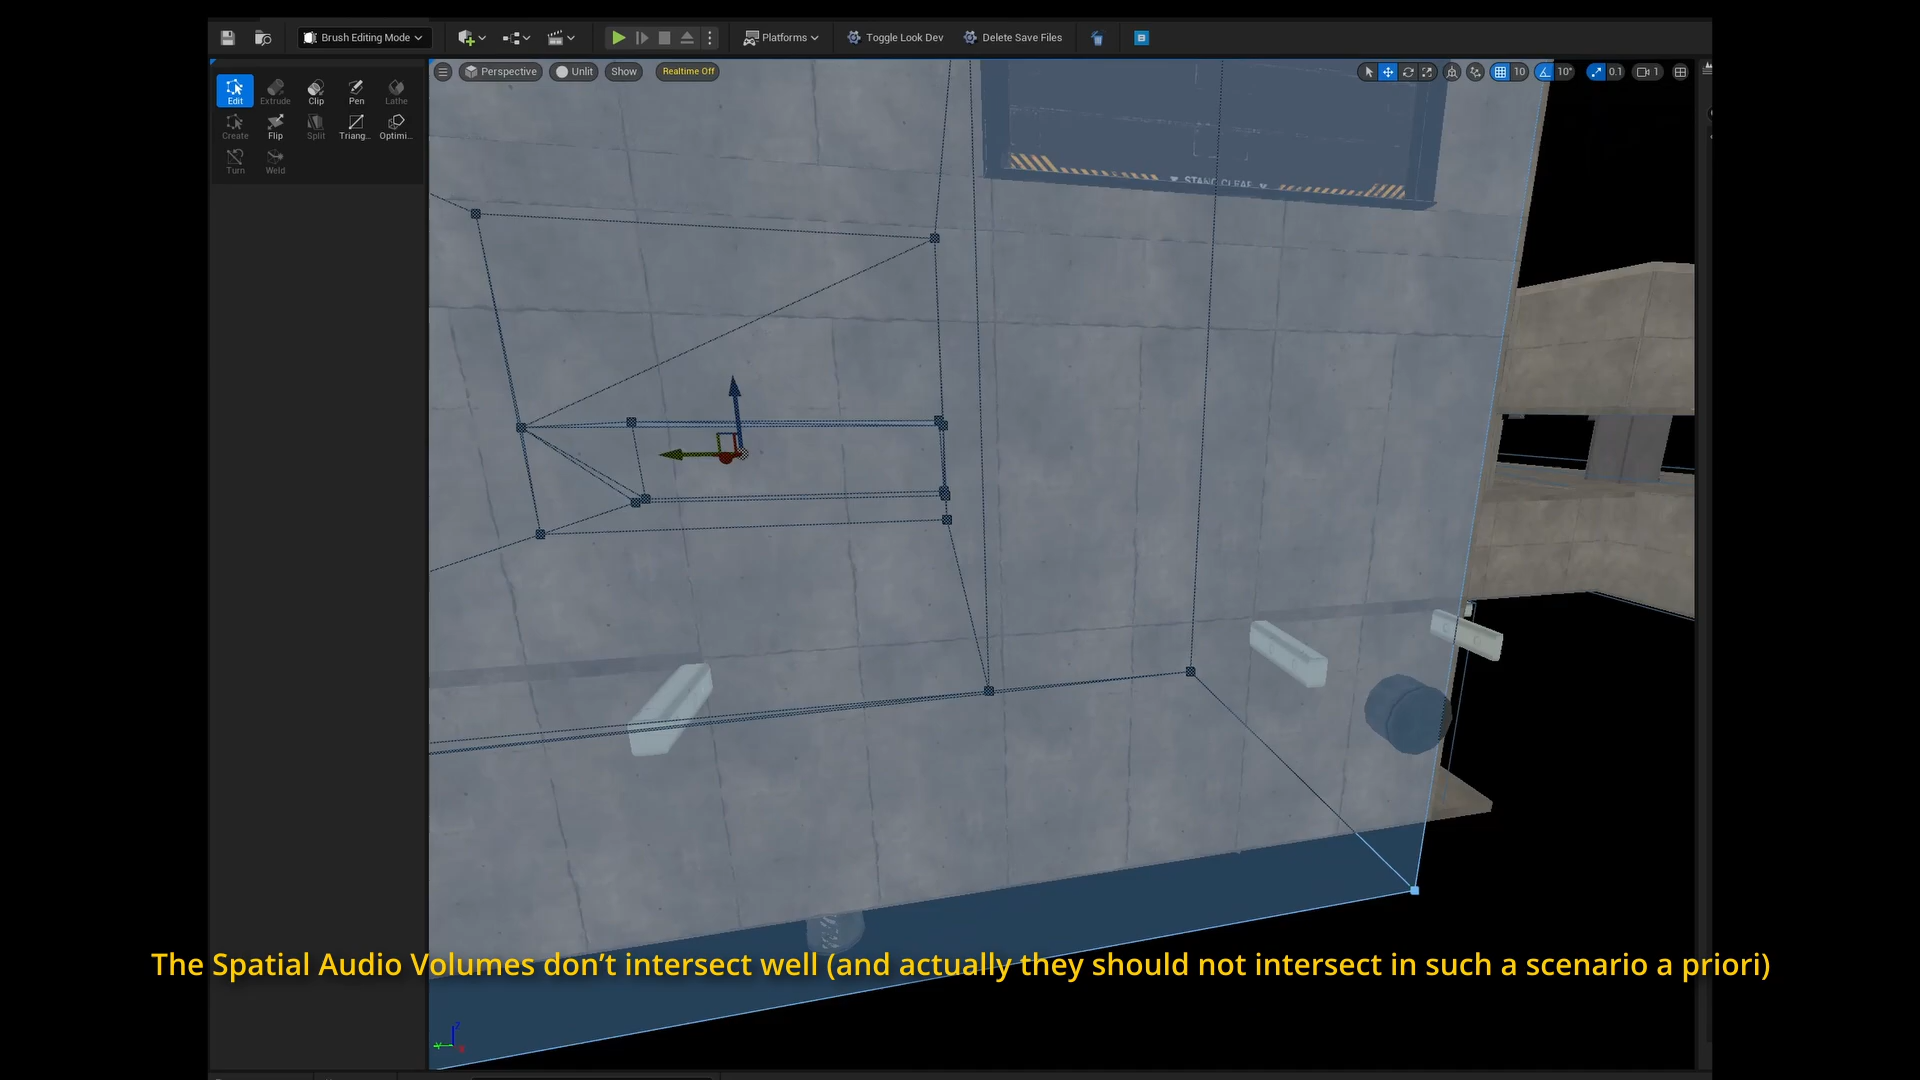 Brush Editing Mode
Platforms
Toggle Look Dev
Delete Save Files
Edit
Extrude
Clip
Pen
Lathe
Create
Flip
Split
Triang...
Optimi...
Turn
Weld
Perspective
Unlit
Show
Realtime Off
10
10°
0.1
1
STAND CLEAR
The Spatial Audio Volumes don't intersect well (and actually they should not intersect in such a scenario a priori)
Z
Y